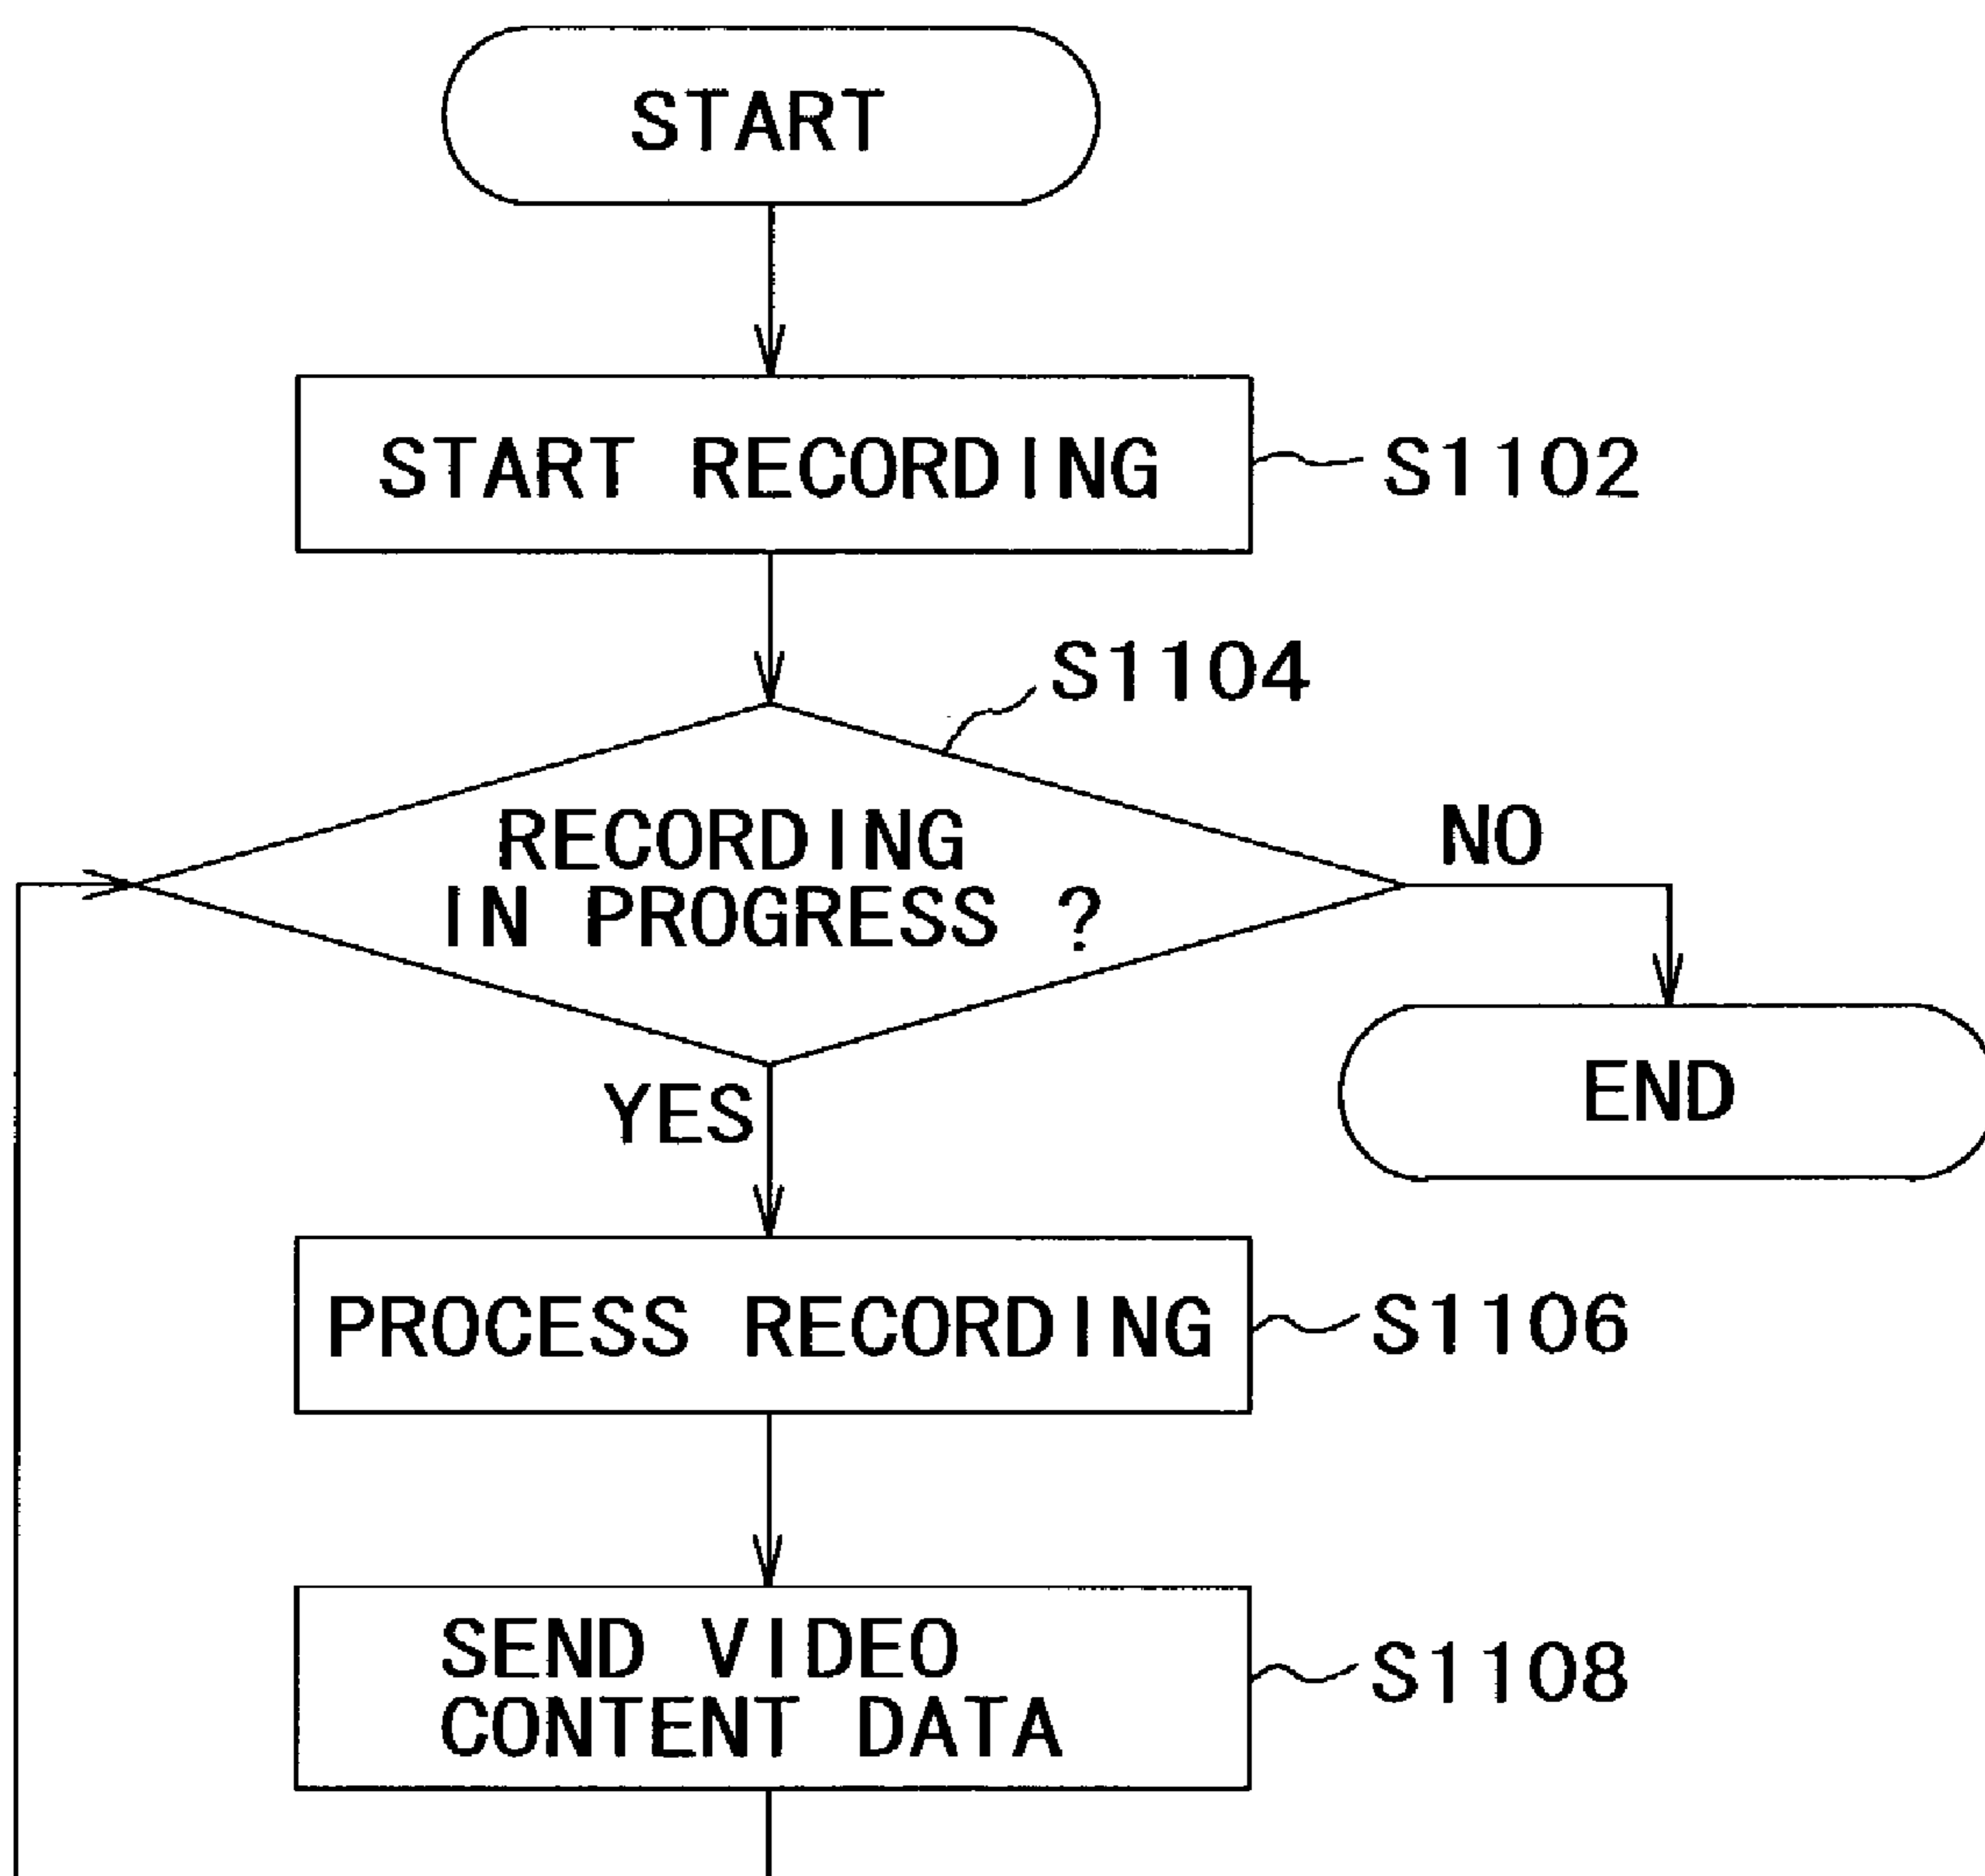 START
START RECORDING
S1102
S1104
RECORDING
IN PROGRESS ?
NO
YES
END
PROCESS RECORDING
S1106
SEND VIDEO
CONTENT DATA
S1108